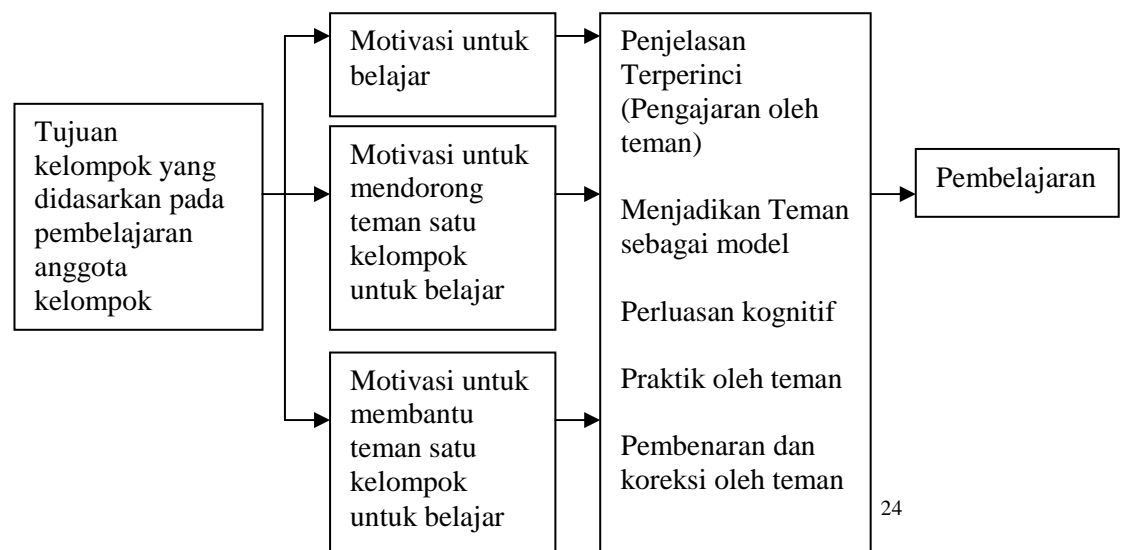 Tujuan
kelompok yang
didasarkan pada
pembelajaran
anggota
kelompok
Motivasi untuk
belajar
Motivasi untuk
mendorong
teman satu
kelompok
untuk belajar
Motivasi untuk
membantu
teman satu
kelompok
untuk belajar
Penjelasan
Terperinci
(Pengajaran oleh
teman)
Menjadikan Teman
sebagai model
Perluasan kognitif
Praktik oleh teman
Pembenaran dan
koreksi oleh teman
Pembelajaran
24